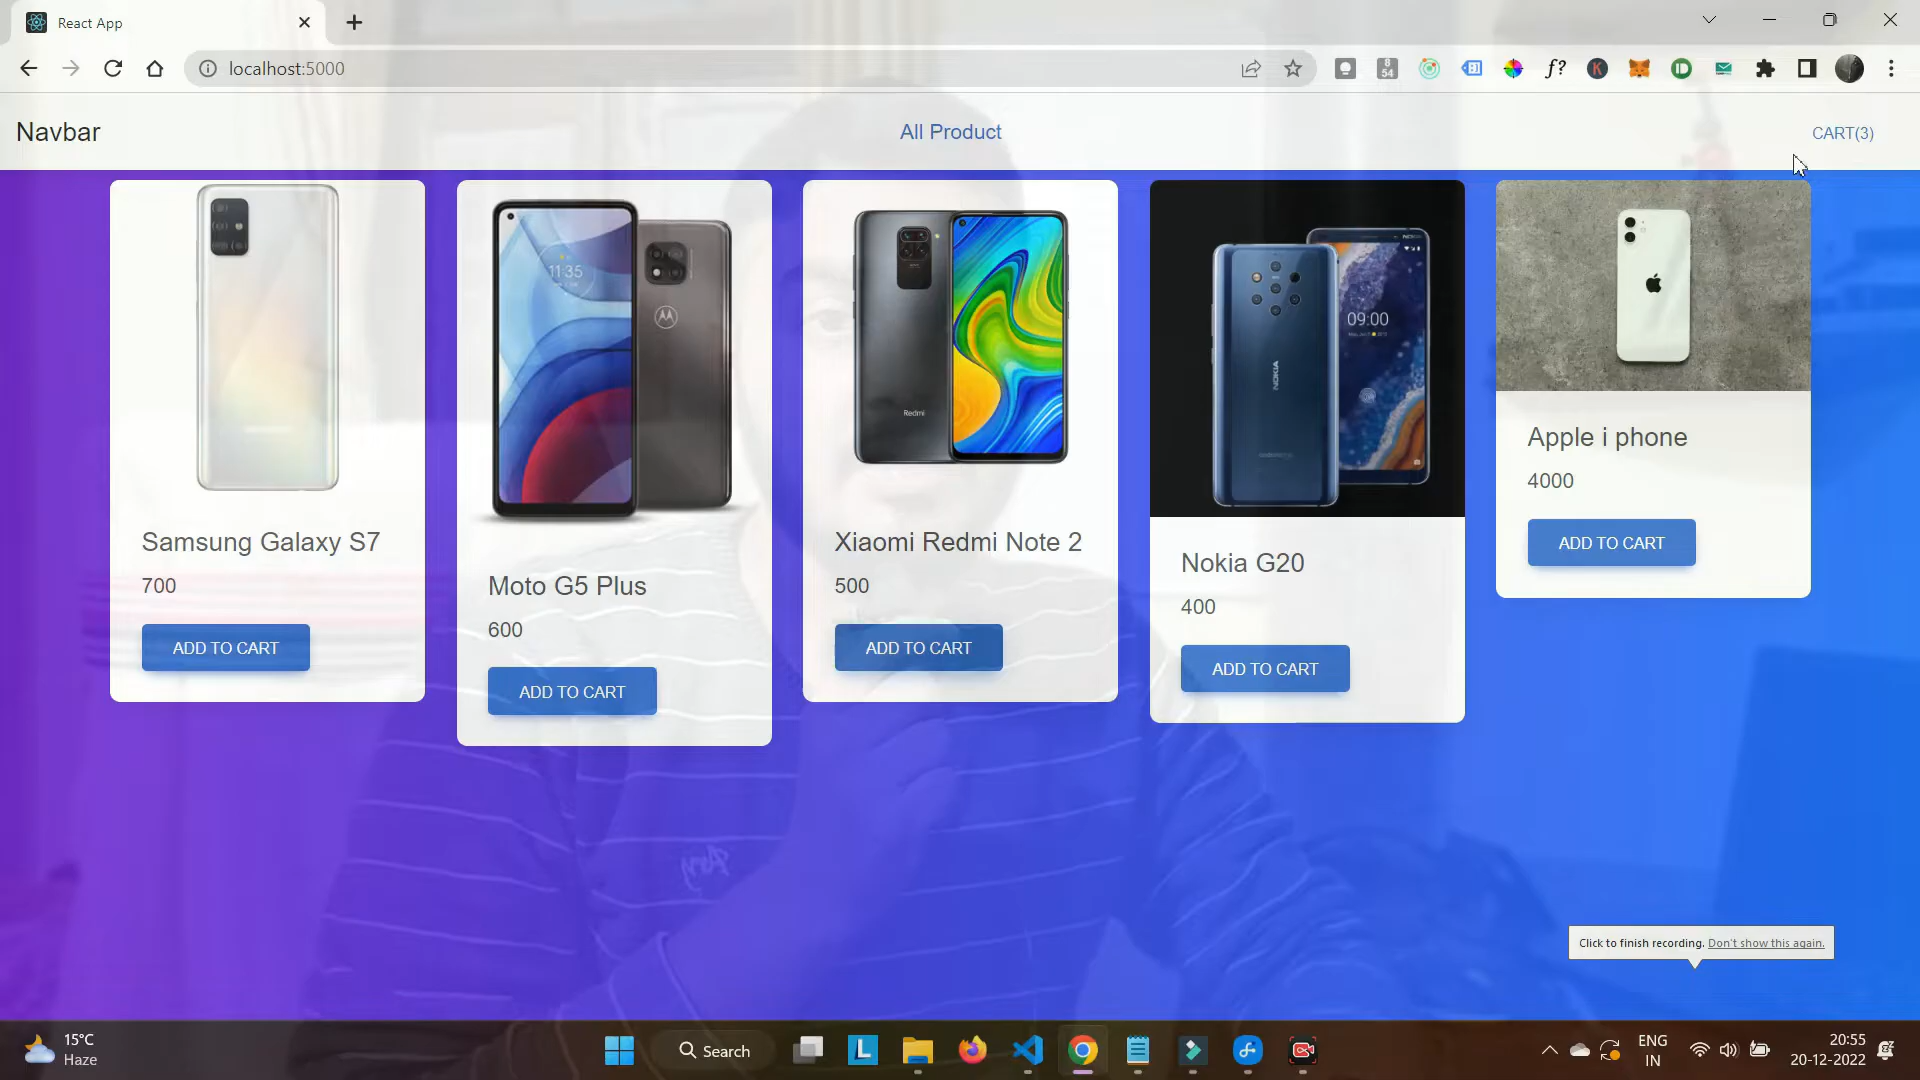 React App
localhost:5000
8
54
f?
K
Navbar
All Product
CART(3)
11:35
Redmi
NOKIA
09:00
NOKIA
Samsung Galaxy S7
700
ADD TO CART
Moto G5 Plus
600
ADD TO CART
Xiaomi Redmi Note 2
500
ADD TO CART
Nokia G20
400
ADD TO CART
Apple i phone
4000
ADD TO CART
Click to finish recording. Don't show this again.
15°C
Haze
Search
L
ENG
IN
20:55
20-12-2022